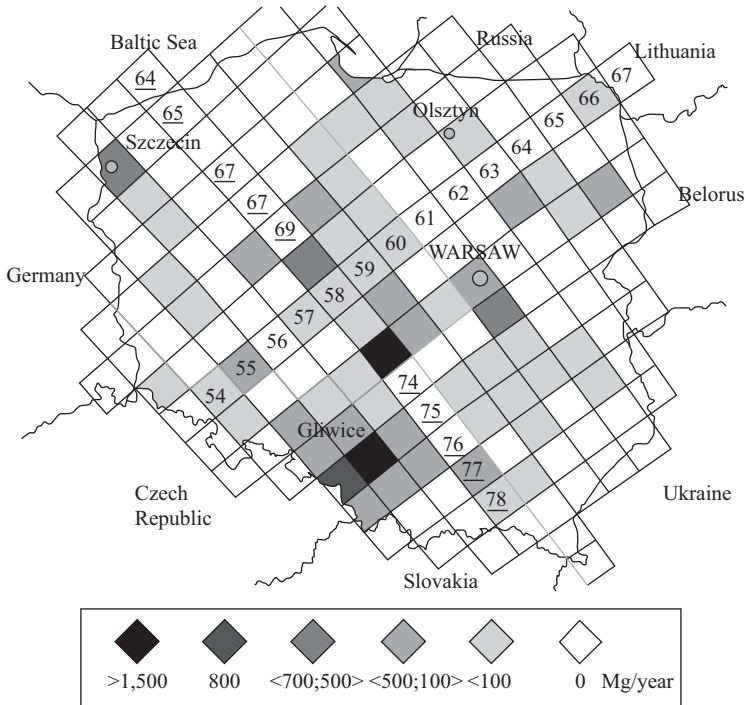 Baltic Sea
Russia
Lithuania
64
67
66
65
65
Olsztyn
64
Szczecin
63
67
62
Belorus
67
61
69
60
WARSAW
59
Germany
58
57
56
55
74
54
75
Gliwice
76
77
Czech
Republic
78
Ukraine
Slovakia
>1,500 800 <700;500> <500;100> <100 0 Mg/year